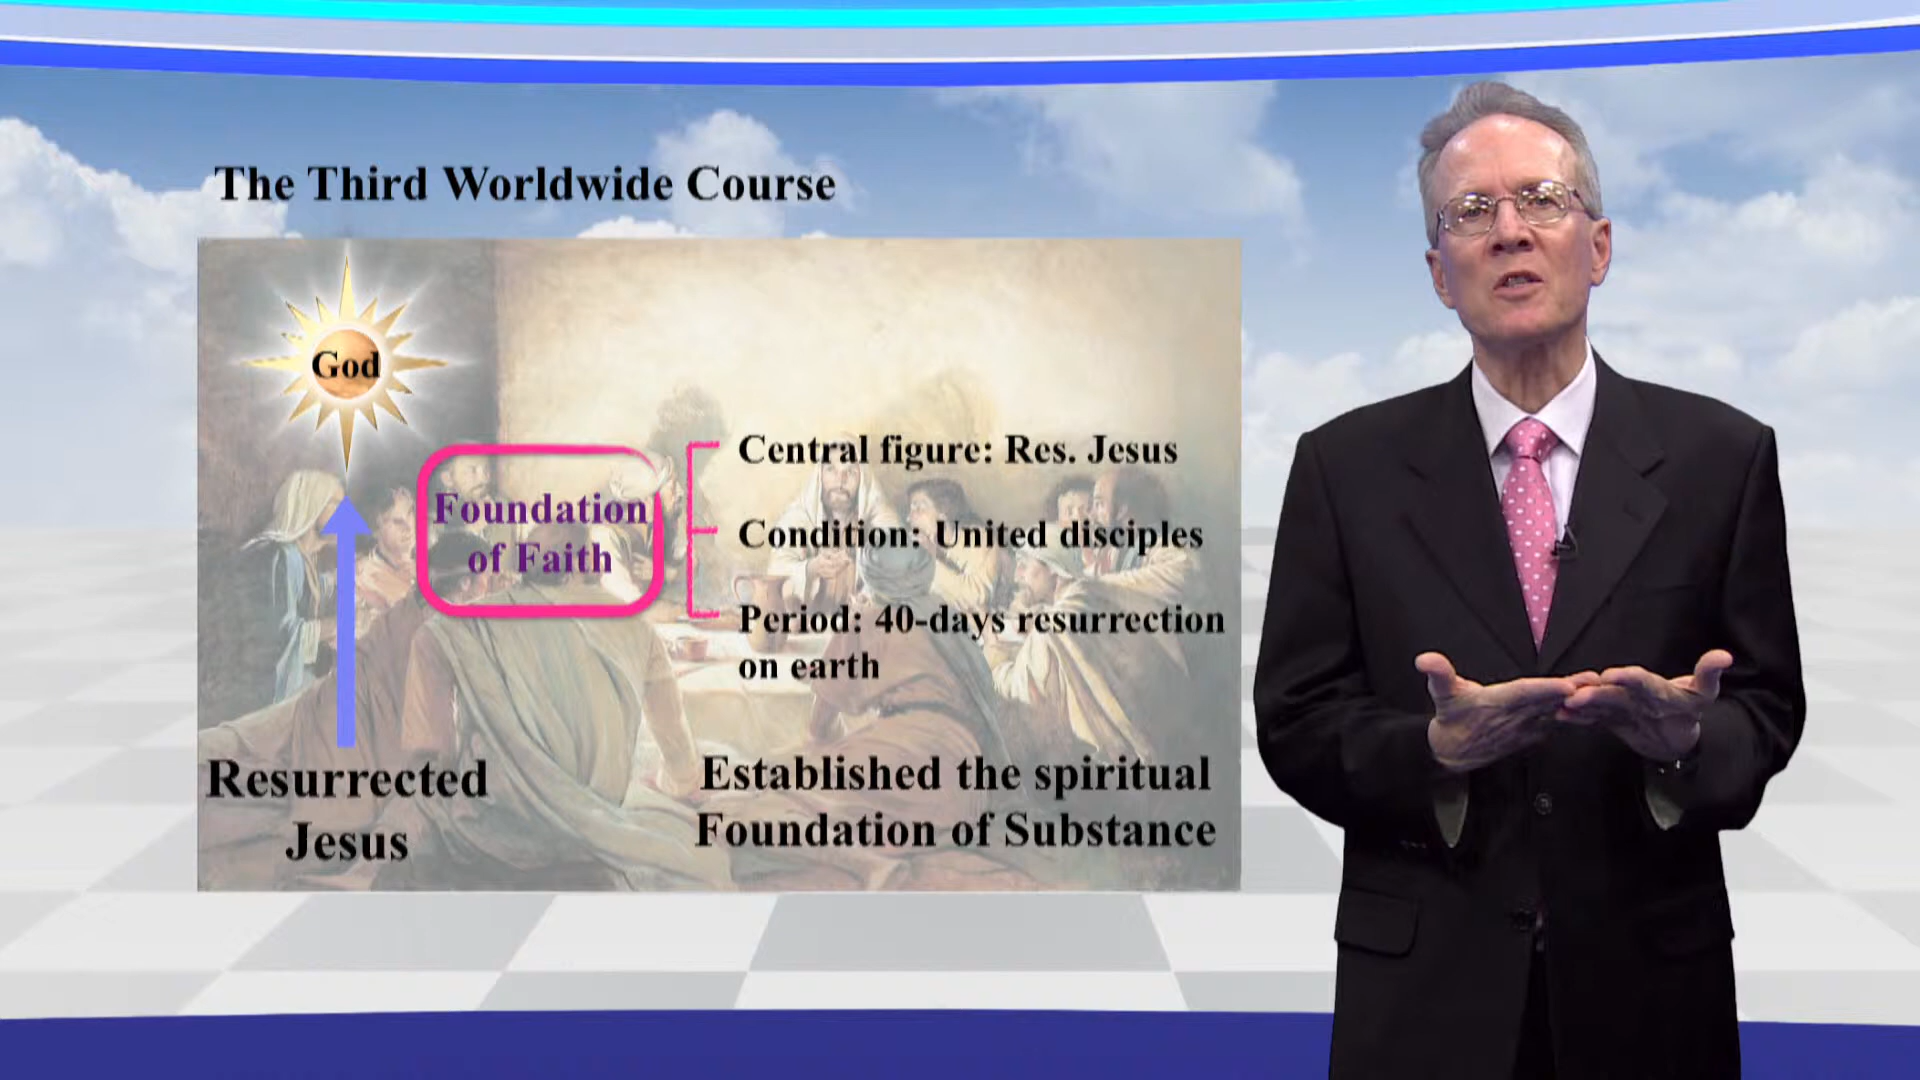 The Third Worldwide Course
God
Central figure: Res. Jesus
Foundation
of Faith
Condition: United disciples
Period: 40-days resurrection
on earth
Resurrected
Jesus
Established the spiritual
Foundation of Substance